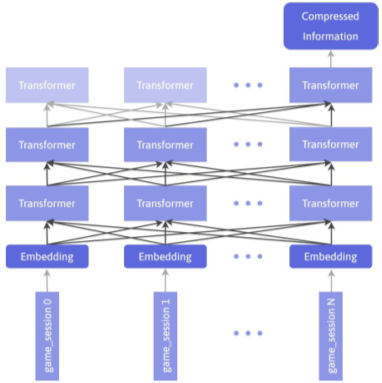 Compressed
Information
Transformer Transformer Transformer
Transformer Transformer Transformer
Transformer Transformer Transformer
Embedding Embedding Embedding
game_session 0 game_session 1 game_session N